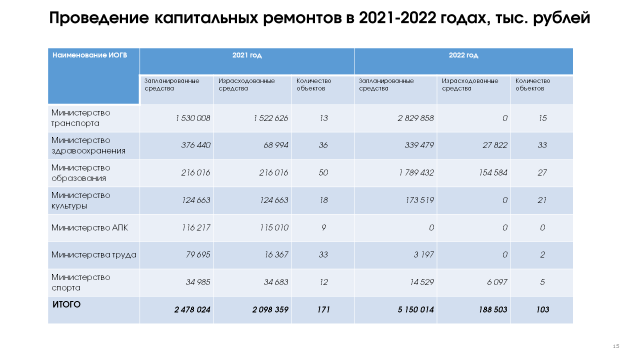 Проведение капитальных ремонтов в 2021-2022 годах, тыс. рублей
Наименование ИОГВ 2021 год 2022 год
Запланированные средства Израсходованные средства Количество объектов Запланированные средства Израсходованные средства Количество объектов
Министерство транспорта 1 530 008 1 522 626 13 2 829 858 0 15
Министерство здравоохранения 376 440 68 994 36 339 479 27 822 33
Министерство образования 216 016 216 016 50 1 789 432 154 584 27
Министерство культуры 124 663 124 663 18 173 519 0 21
Министерство АПК 116 217 115 010 9 0 0 0
Министерства труда 79 695 16 367 33 3 197 0 2
Министерство спорта 34 985 34 683 12 14 529 6 097 5
ИТОГО 2 478 024 2 098 359 171 5 150 014 188 503 103